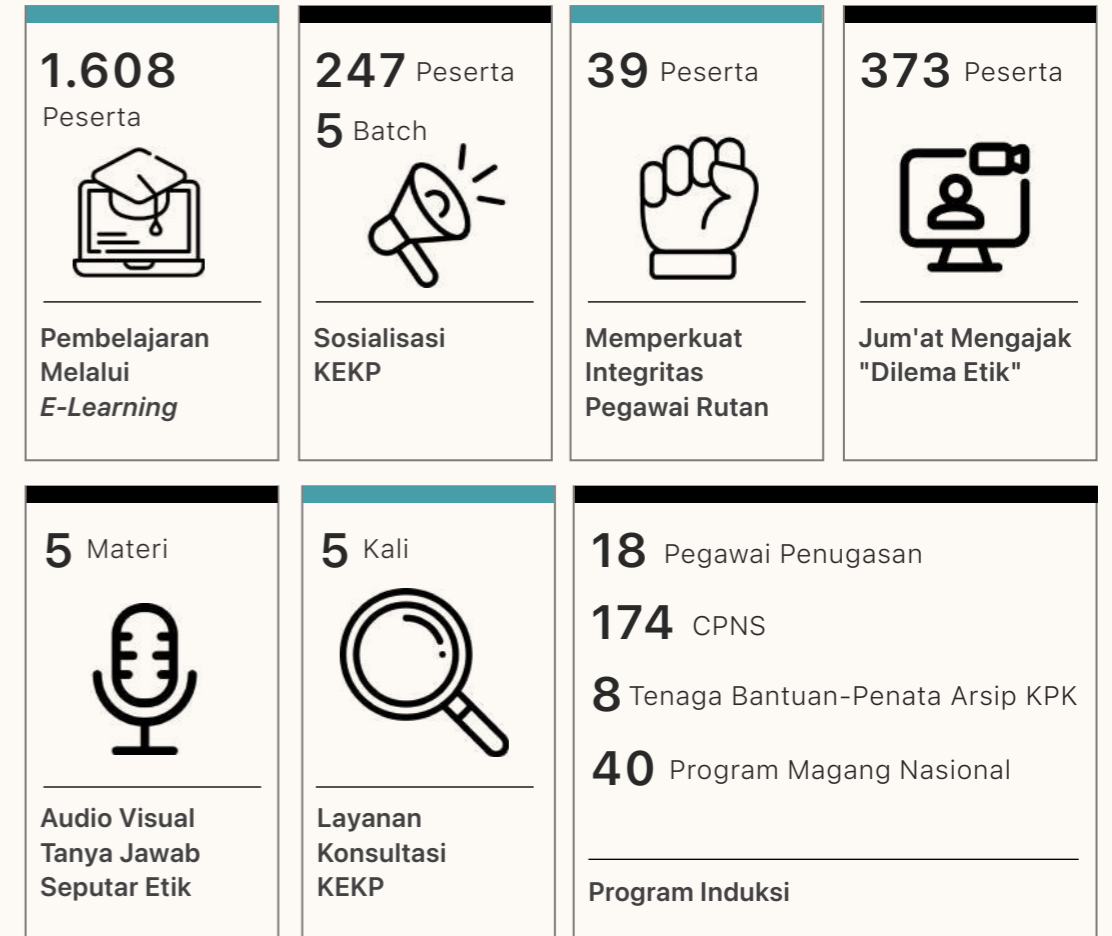 1.608
Peserta
Pembelajaran
Melalui
E-Learning
247 Peserta
5 Batch
Sosialisasi
KEKP
39 Peserta
Memperkuat
Integritas
Pegawai Rutan
373 Peserta
Jum'at Mengajak
"Dilema Etik"
5 Materi
Audio Visual
Tanya Jawab
Seputar Etik
5 Kali
Layanan
Konsultasi
KEKP
18 Pegawai Penugasan
174 CPNS
8 Tenaga Bantuan-Penata Arsip KPK
40 Program Magang Nasional
Program Induksi